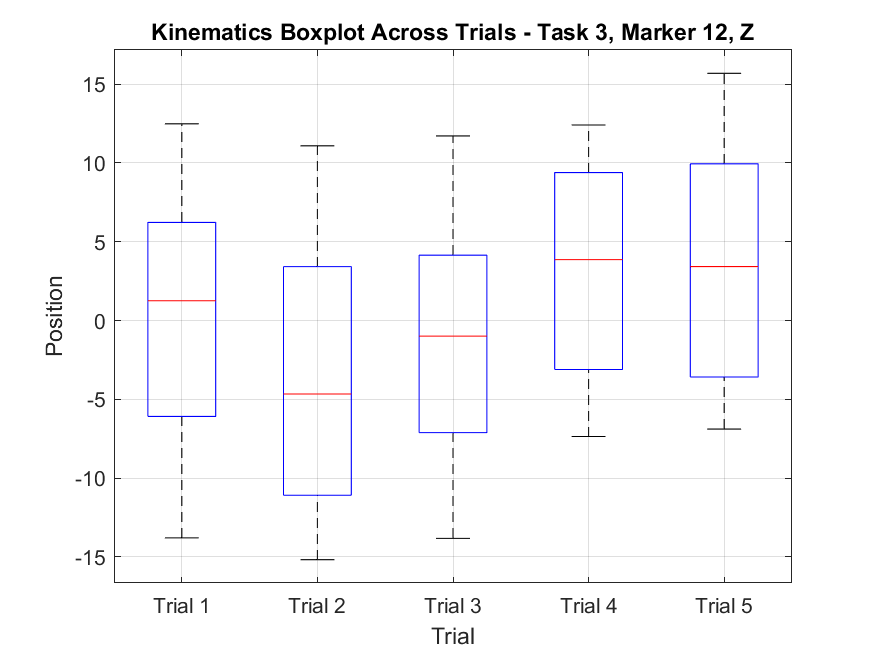 Kinematics Boxplot Across Trials - Task 3, Marker 12, Z
15
10
5
0
-5
-10
-15
Position
Trial 1 Trial 2 Trial 3 Trial 4 Trial 5
Trial